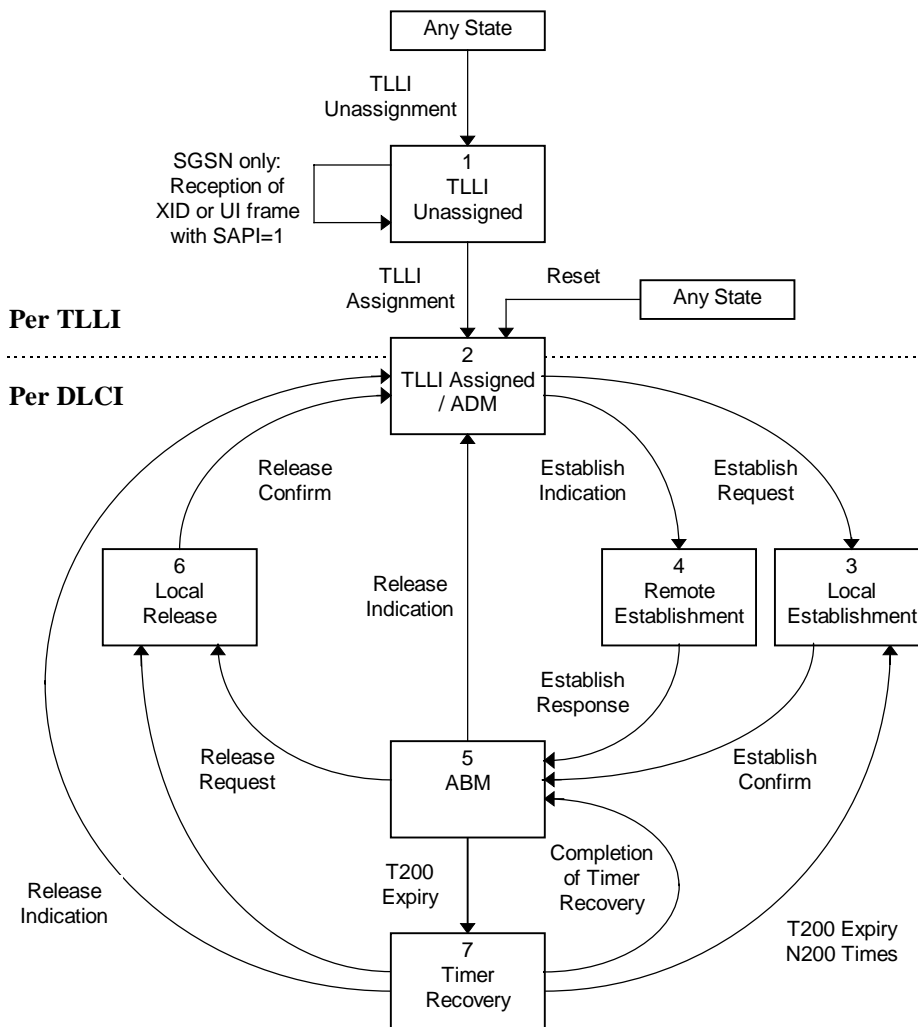 Any State
TLLI
Unassignment
1
TLLI
Unassigned
SGSN only:
Reception of
XID or UI frame
with SAPI=1
TLLI
Assignment
Reset
Any State
Per TLLI
2
TLLI Assigned
/ ADM
Per DLCI
Release
Confirm
Establish
Indication
Establish
Request
6
Local
Release
Release
Indication
4
Remote
Establishment
3
Local
Establishment
Establish
Response
Release
Request
5
ABM
Establish
Confirm
T200
Expiry
Completion
of Timer
Recovery
Release
Indication
T200 Expiry
N200 Times
7
Timer
Recovery